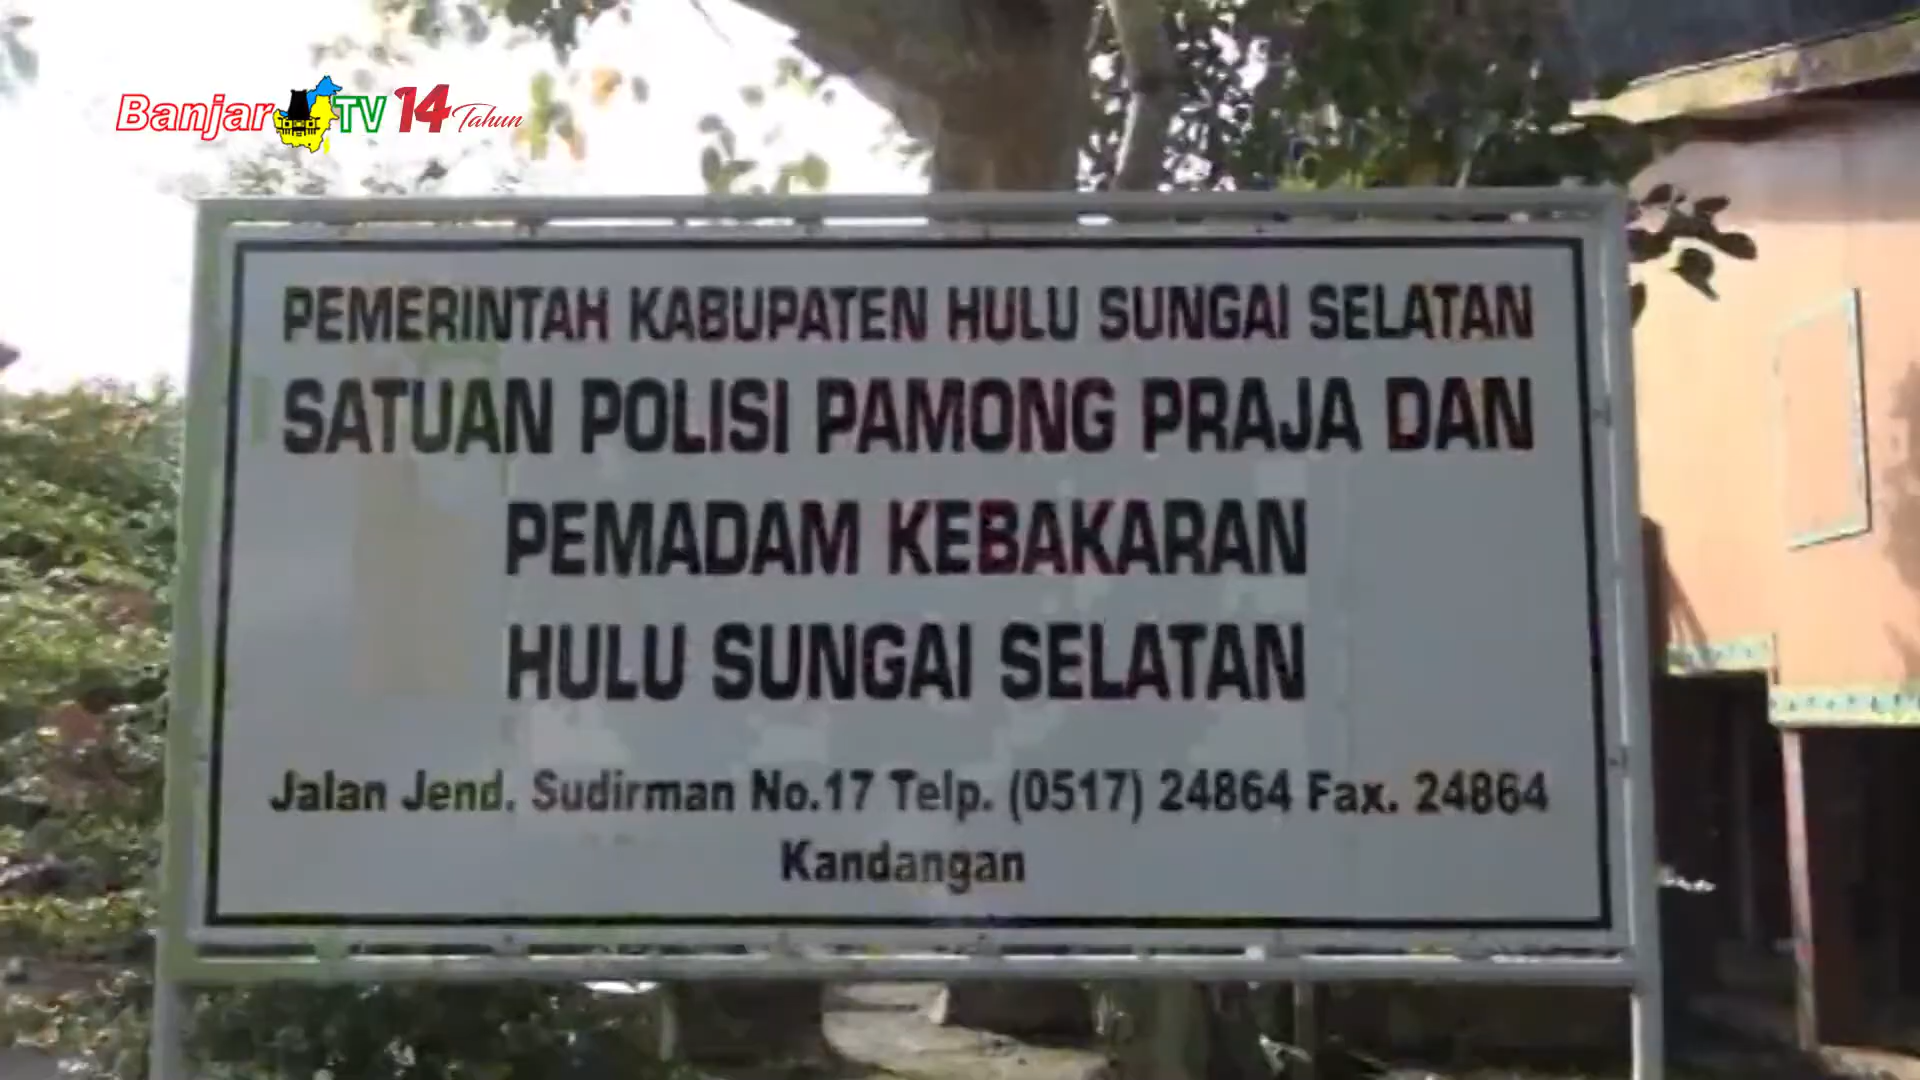 Banjar TV 14 Tahun
PEMERINTAH KABUPATEN HULU SUNGAI SELATAN
SATUAN POLISI PAMONG PRAJA DAN
PEMADAM KEBAKARAN
HULU SUNGAI SELATAN
Jalan Jend. Sudirman No.17 Telp. (0517) 24864 Fax. 24864
Kandangan